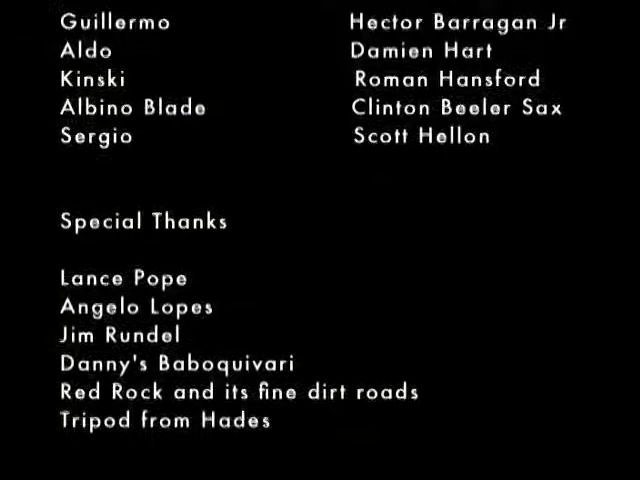 Guillermo Hector Barragan Jr
Aldo Damien Hart
Kinski Roman Hansford
Albino Blade Clinton Beeler Sax
Sergio Scott Hellon
Special Thanks
Lance Pope
Angelo Lopes
Jim Rundel
Danny's Baboquivari
Red Rock and its fine dirt roads
Tripod from Hades